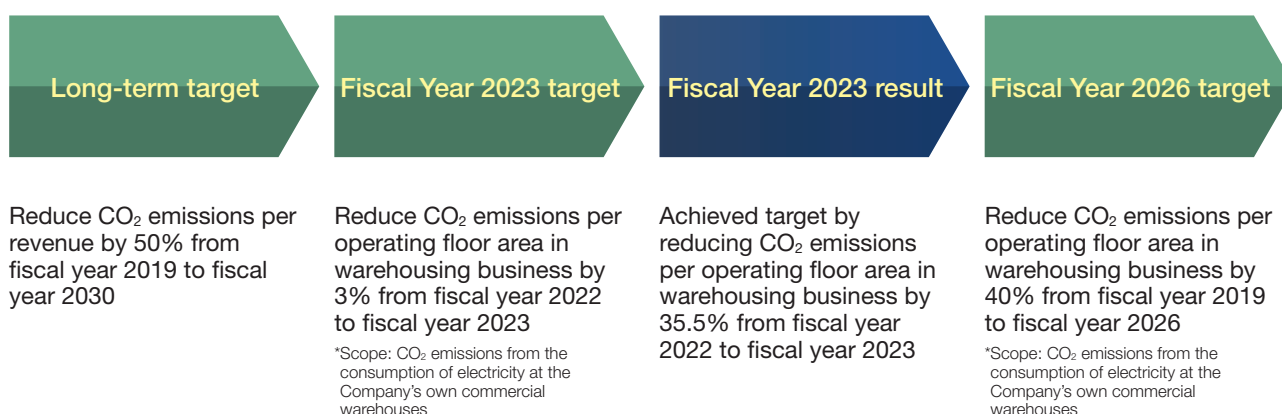 Long-term target
Fiscal Year 2023 target
Fiscal Year 2023 result
Fiscal Year 2026 target
Reduce CO₂ emissions per
revenue by 50% from
fiscal year 2019 to fiscal
year 2030
Reduce CO₂ emissions per
operating floor area in
warehousing business by
3% from fiscal year 2022
to fiscal year 2023
*Scope: CO₂ emissions from the
consumption of electricity at the
Company’s own commercial
warehouses
Achieved target by
reducing CO₂ emissions
per operating floor area in
warehousing business by
35.5% from fiscal year
2022 to fiscal year 2023
Reduce CO₂ emissions per
operating floor area in
warehousing business by
40% from fiscal year 2019
to fiscal year 2026
*Scope: CO₂ emissions from the
consumption of electricity at the
Company’s own commercial
warehouses